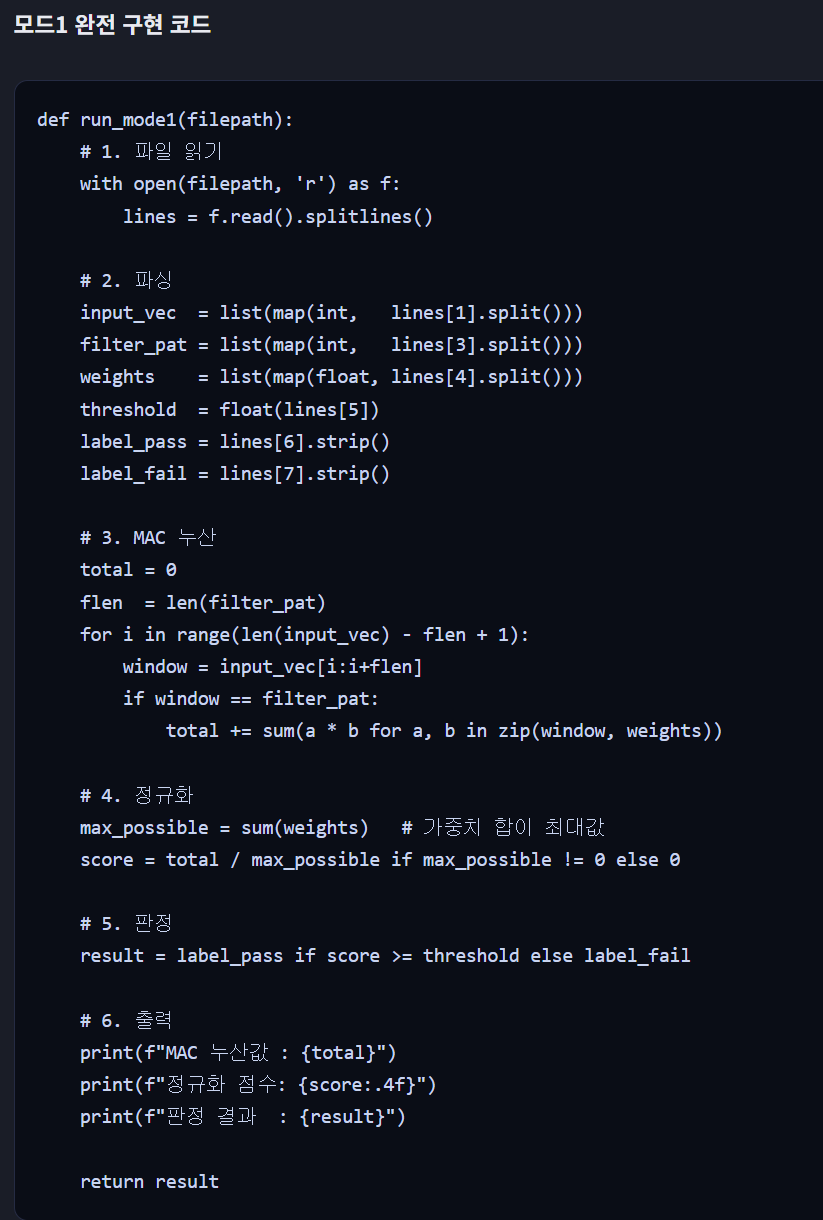 모드1 완전 구현 코드
def run_mode1(filepath):
    # 1. 파일 읽기
    with open(filepath, 'r') as f:
        lines = f.read().splitlines()

    # 2. 파싱
    input_vec  = list(map(int,   lines[1].split()))
    filter_pat = list(map(int,   lines[3].split()))
    weights    = list(map(float, lines[4].split()))
    threshold  = float(lines[5])
    label_pass = lines[6].strip()
    label_fail = lines[7].strip()

    # 3. MAC 누산
    total = 0
    flen  = len(filter_pat)
    for i in range(len(input_vec) - flen + 1):
        window = input_vec[i:i+flen]
        if window == filter_pat:
            total += sum(a * b for a, b in zip(window, weights))

    # 4. 정규화
    max_possible = sum(weights)   # 가중치 합이 최대값
    score = total / max_possible if max_possible != 0 else 0

    # 5. 판정
    result = label_pass if score >= threshold else label_fail

    # 6. 출력
    print(f"MAC 누산값 : {total}")
    print(f"정규화 점수: {score:.4f}")
    print(f"판정 결과  : {result}")

    return result